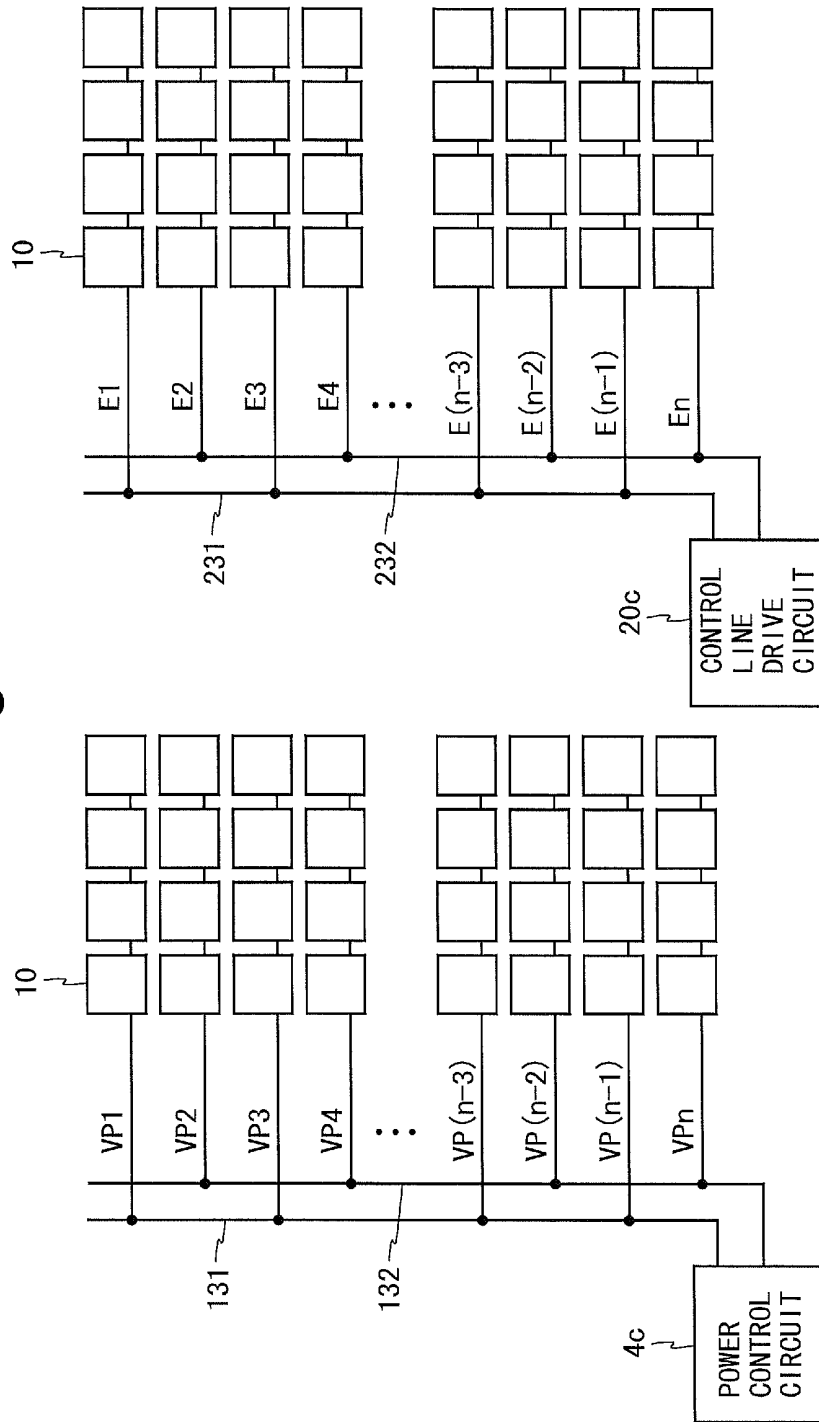 10
E1
E2
E3
E4
...
E(n-3)
E(n-2)
E(n-1)
En
231
232
20c
CONTROL
LINE
DRIVE
CIRCUIT
10
VP1
VP2
VP3
VP4
...
VP(n-3)
VP(n-2)
VP(n-1)
VPn
131
132
4c
POWER
CONTROL
CIRCUIT